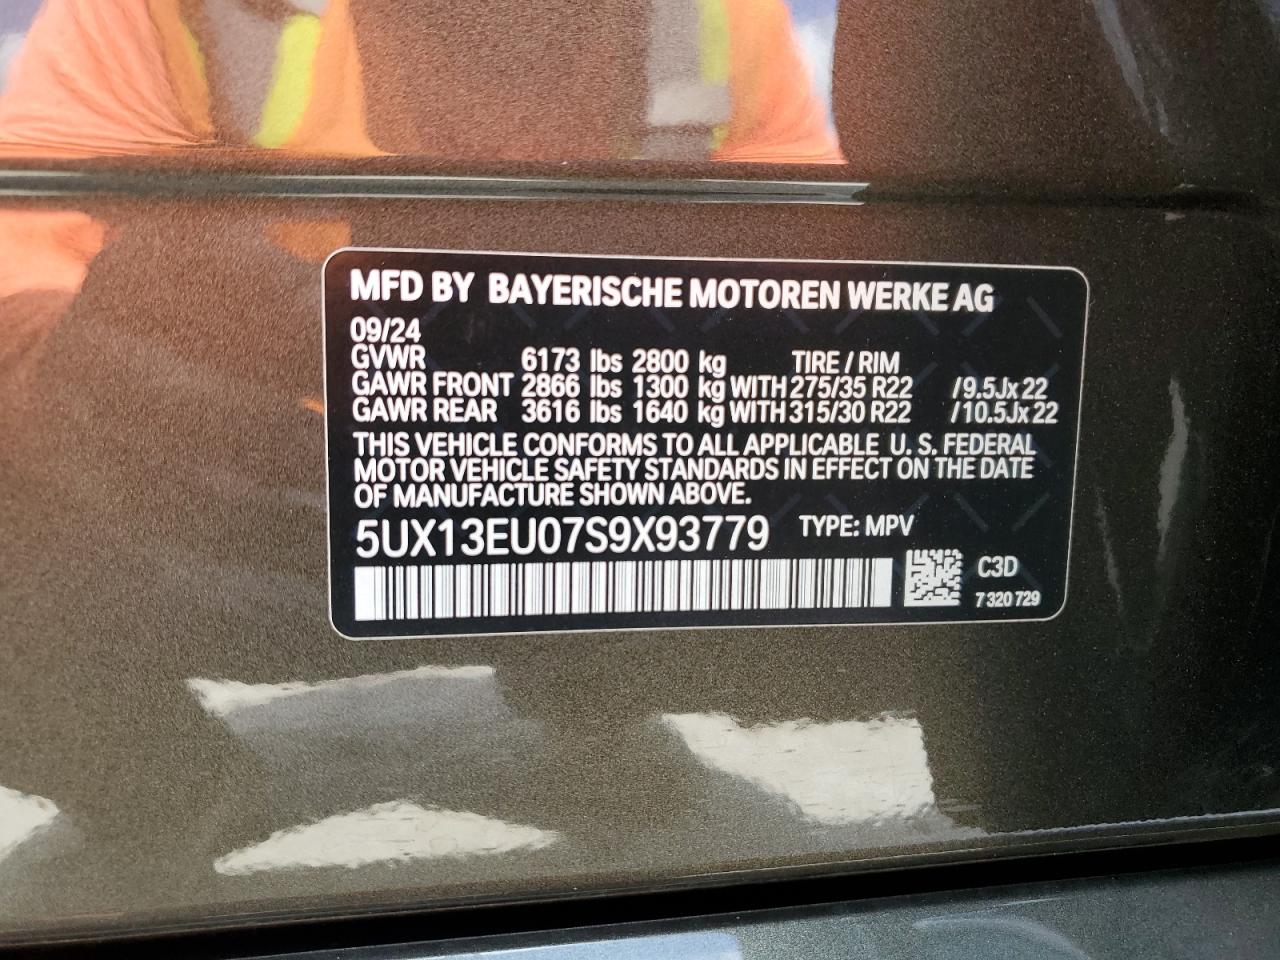 MFD BY BAYERISCHE MOTOREN WERKE AG
09/24
GVWR 6173 lbs 2800 kg TIRE / RIM
GAWR FRONT 2866 lbs 1300 kg WITH 275/35 R22 /9.5Jx22
GAWR REAR 3616 lbs 1640 kg WITH 315/30 R22 /10.5Jx22
THIS VEHICLE CONFORMS TO ALL APPLICABLE U. S. FEDERAL
MOTOR VEHICLE SAFETY STANDARDS IN EFFECT ON THE DATE
OF MANUFACTURE SHOWN ABOVE.
5UX13EU07S9X93779 TYPE: MPV
C3D
7 320 729